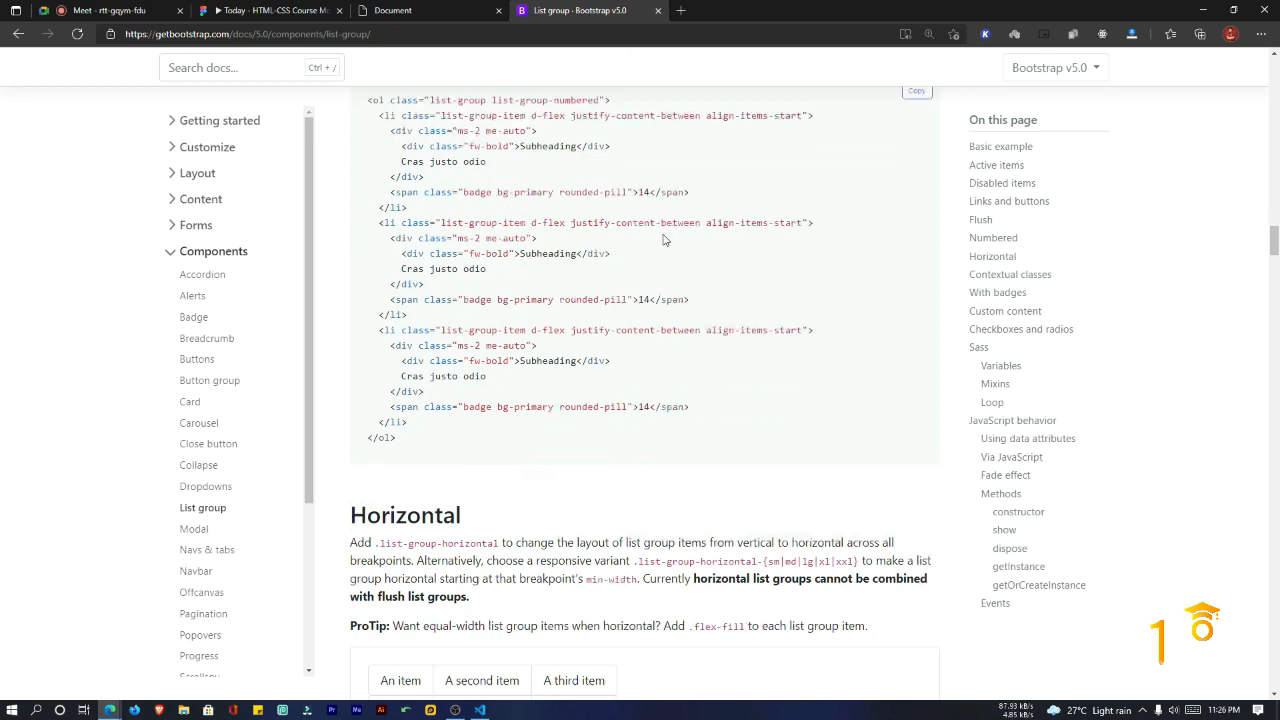 Meet - rtt-gqym-fdu
Today - HTML-CSS Course M
Document
List group · Bootstrap v5.0
https://getbootstrap.com/docs/5.0/components/list-group/
Search docs...
Ctrl + /
Bootstrap v5.0
Getting started
Customize
Layout
Content
Forms
Components
Accordion
Alerts
Badge
Breadcrumb
Buttons
Button group
Card
Carousel
Close button
Collapse
Dropdowns
List group
Modal
Navs & tabs
Navbar
Offcanvas
Pagination
Popovers
Progress
Scrollspy
Copy
<ol class="list-group list-group-numbered">
<li class="list-group-item d-flex justify-content-between align-items-start">
<div class="ms-2 me-auto">
<div class="fw-bold">Subheading</div>
Cras justo odio
</div>
<span class="badge bg-primary rounded-pill">14</span>
</li>
<li class="list-group-item d-flex justify-content-between align-items-start">
<div class="ms-2 me-auto">
<div class="fw-bold">Subheading</div>
Cras justo odio
</div>
<span class="badge bg-primary rounded-pill">14</span>
</li>
<li class="list-group-item d-flex justify-content-between align-items-start">
<div class="ms-2 me-auto">
<div class="fw-bold">Subheading</div>
Cras justo odio
</div>
<span class="badge bg-primary rounded-pill">14</span>
</li>
</ol>
Horizontal
Add .list-group-horizontal to change the layout of list group items from vertical to horizontal across all
breakpoints. Alternatively, choose a responsive variant .list-group-horizontal-{sm|md|lg|xl|xxl} to make a list
group horizontal starting at that breakpoint's min-width. Currently horizontal list groups cannot be combined
with flush list groups.
ProTip: Want equal-width list group items when horizontal? Add .flex-fill to each list group item.
An item
A second item
A third item
On this page
Basic example
Active items
Disabled items
Links and buttons
Flush
Numbered
Horizontal
Contextual classes
With badges
Custom content
Checkboxes and radios
Sass
Variables
Mixins
Loop
JavaScript behavior
Using data attributes
Via JavaScript
Fade effect
Methods
constructor
show
dispose
getInstance
getOrCreateInstance
Events
87.93 kB/s
4.85 kB/s
27°C
11:26 PM